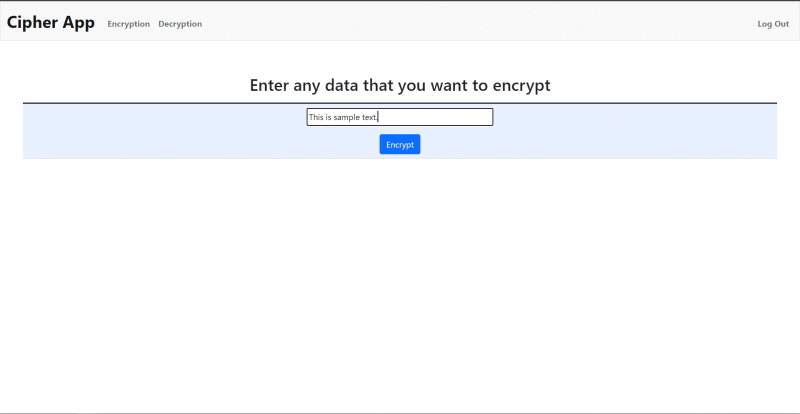 Cipher App Encryption Decryption Log Out
Enter any data that you want to encrypt
This is sample text.
Encrypt